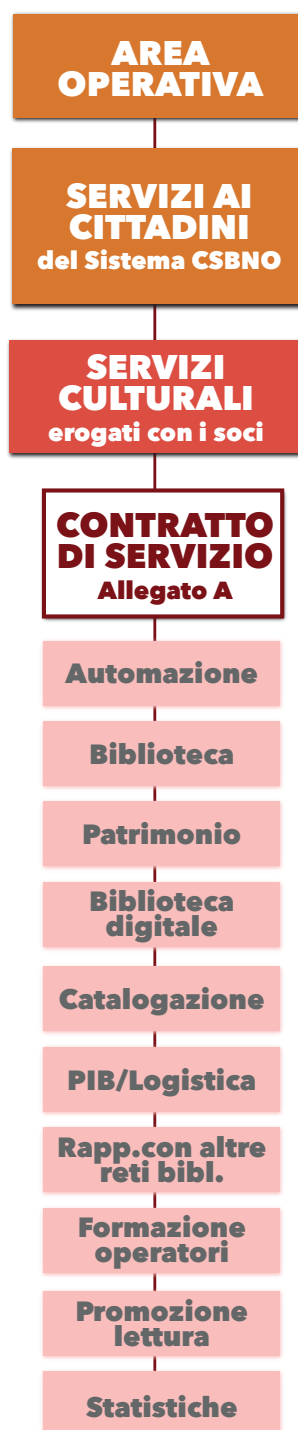 AREA
OPERATIVA
SERVIZI AI
CITTADINI
del Sistema CSBNO
SERVIZI
CULTURALI
erogati con i soci
CONTRATTO
DI SERVIZIO
Allegato A
Automazione
Biblioteca
Patrimonio
Biblioteca
digitale
Catalogazione
PIB/Logistica
Rapp.con altre
reti bibl.
Formazione
operatori
Promozione
lettura
Statistiche